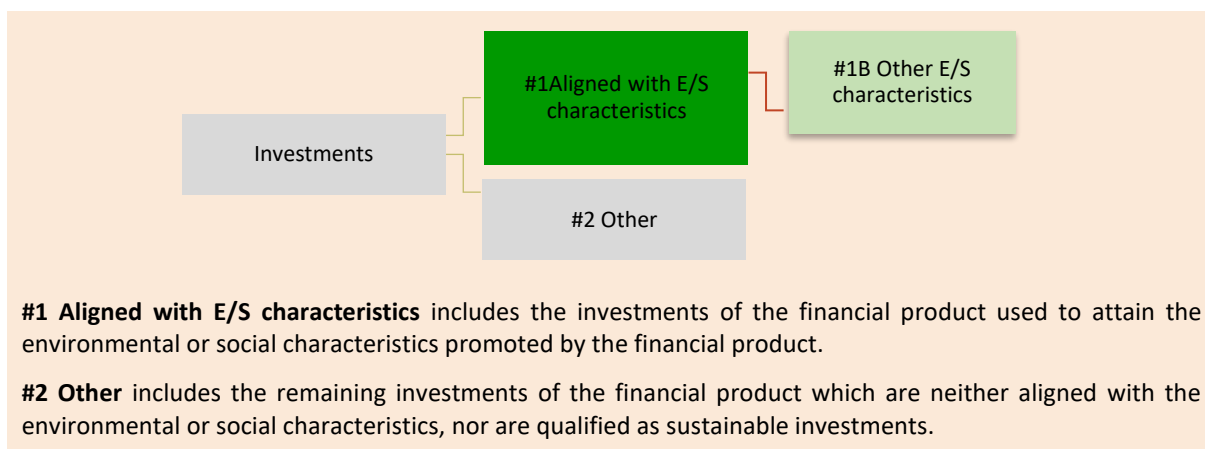 #1Aligned with E/S
characteristics
#1B Other E/S
characteristics
Investments
#2 Other
#1 Aligned with E/S characteristics includes the investments of the financial product used to attain the
environmental or social characteristics promoted by the financial product.
#2 Other includes the remaining investments of the financial product which are neither aligned with the
environmental or social characteristics, nor are qualified as sustainable investments.